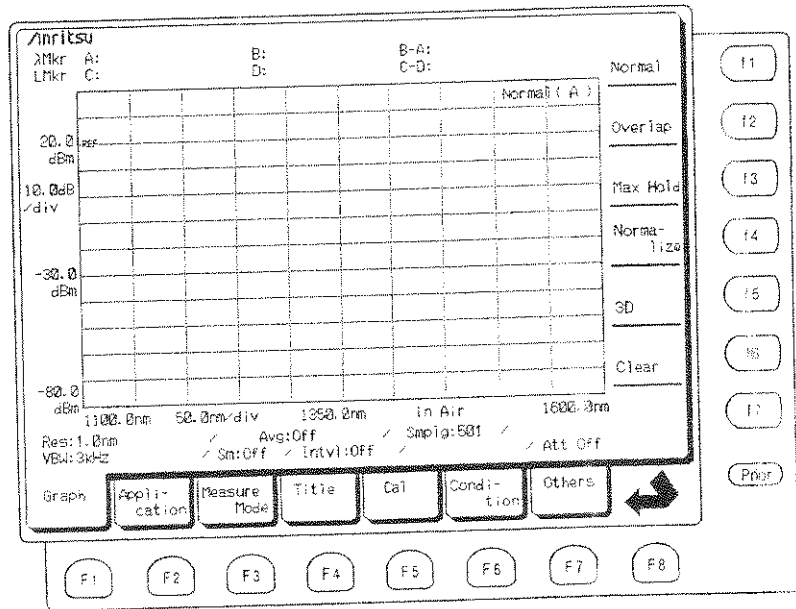 Anritsu
λMkr A: B: B-A:
LMkr C: D: C-D:
Normal ( A )
20.0 REF
dBm
10.0dB
/div
-30.0
dBm
-80.0
dBm
1100.0nm 50.0nm/div 1350.0nm in Air 1600.0nm
Res:1.0nm / Avg:Off / Smplg:501 /
VBW:3kHz / Sm:Off / Intvl:Off / / Att Off
Normal
Overlap
Max Hold
Norma-
lize
3D
Clear
Graph
Appli-
cation
Measure
Mode
Title
Cal
Condi-
tion
Others
f1
f2
f3
f4
f5
f6
f7
Prior
F1
F2
F3
F4
F5
F6
F7
F8